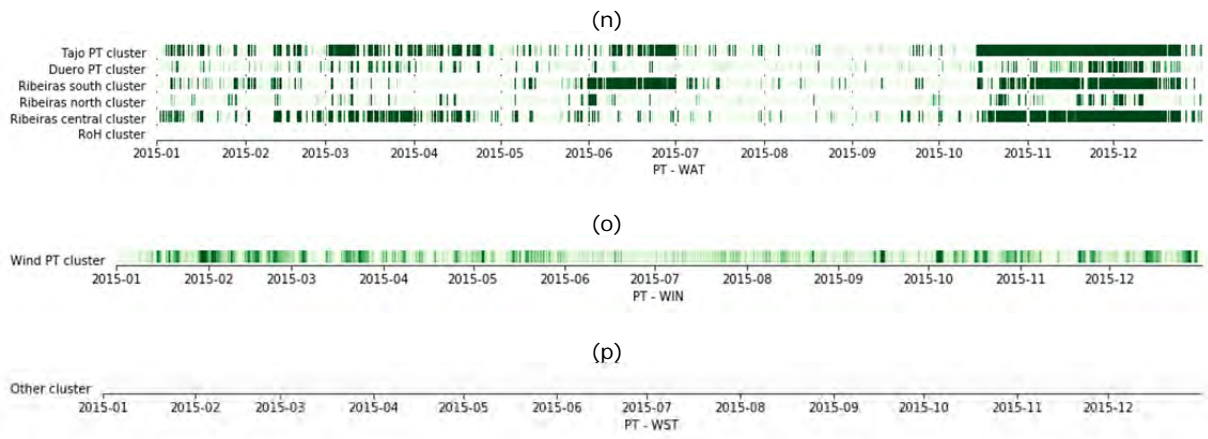 (n)
Tajo PT cluster
Duero PT cluster
Ribeiras south cluster
Ribeiras north cluster
Ribeiras central cluster
RoH cluster
2015-01 2015-02 2015-03 2015-04 2015-05 2015-06 2015-07 2015-08 2015-09 2015-10 2015-11 2015-12
PT - WAT
(o)
Wind PT cluster
2015-01 2015-02 2015-03 2015-04 2015-05 2015-06 2015-07 2015-08 2015-09 2015-10 2015-11 2015-12
PT - WIN
(p)
Other cluster
2015-01 2015-02 2015-03 2015-04 2015-05 2015-06 2015-07 2015-08 2015-09 2015-10 2015-11 2015-12
PT - WST